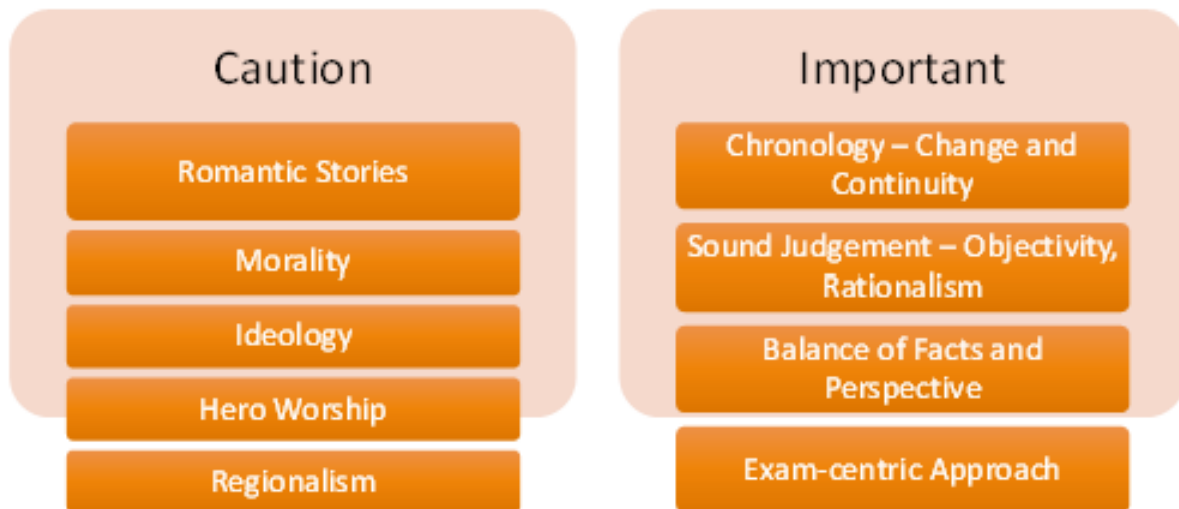 Caution
Romantic Stories
Morality
Ideology
Hero Worship
Regionalism
Important
Chronology – Change and
Continuity
Sound Judgement – Objectivity,
Rationalism
Balance of Facts and
Perspective
Exam-centric Approach